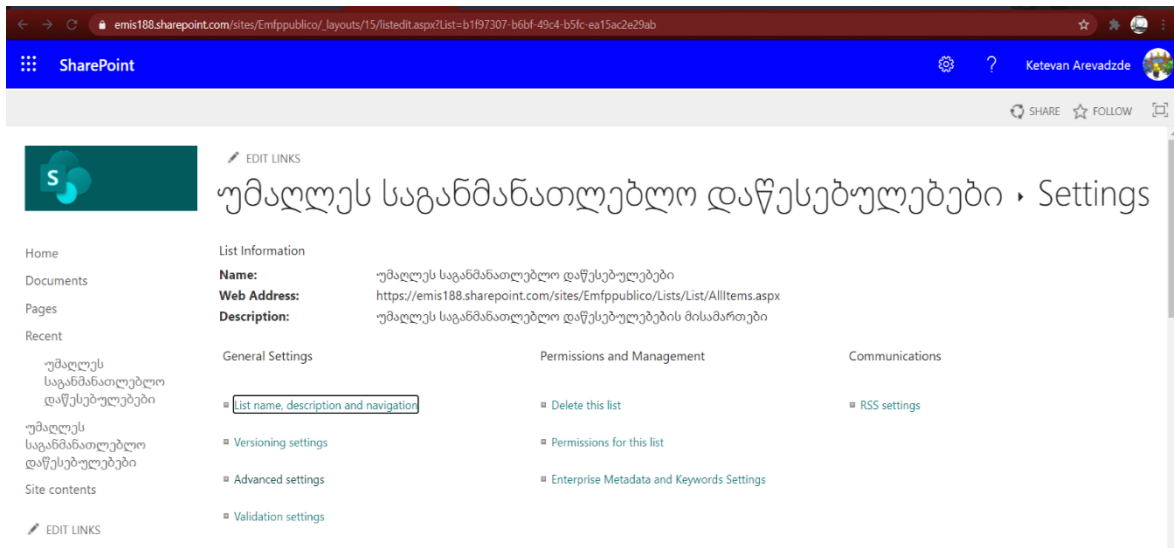 emis188.sharepoint.com/sites/Emfppublico/_layouts/15/listedit.aspx?List=b1f97307-b6bf-49c4-b5fc-ea15ac2e29ab
SharePoint
? Ketevan Arevadzde
SHARE FOLLOW
S
EDIT LINKS
უმაღლეს საგანმანათლებლო დაწესებულებები ▸ Settings
Home
Documents
Pages
Recent
უმაღლეს
საგანმანათლებლო
დაწესებულებები
უმაღლეს
საგანმანათლებლო
დაწესებულებები
Site contents
EDIT LINKS
List Information
Name: უმაღლეს საგანმანათლებლო დაწესებულებები
Web Address: https://emis188.sharepoint.com/sites/Emfppublico/Lists/List/AllItems.aspx
Description: უმაღლეს საგანმანათლებლო დაწესებულებების მისამართები
General Settings
List name, description and navigation
Versioning settings
Advanced settings
Validation settings
Permissions and Management
Delete this list
Permissions for this list
Enterprise Metadata and Keywords Settings
Communications
RSS settings